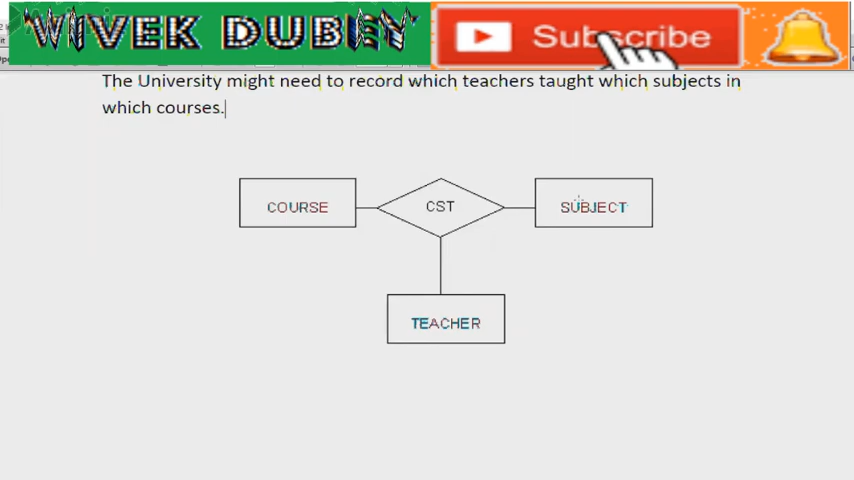 VIVEK DUBEY
Subscribe
The University might need to record which teachers taught which subjects in
which courses.
COURSE
CST
SUBJECT
TEACHER